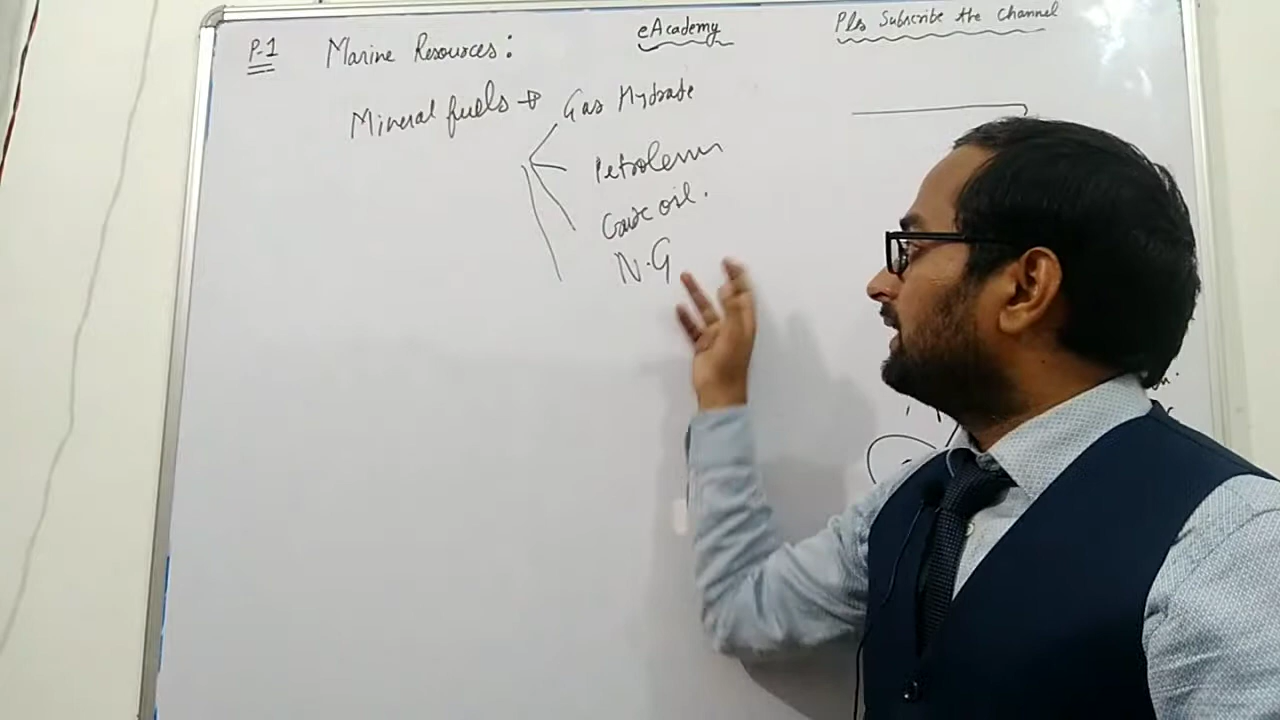 eAcademy
Pls Subscribe the Channel
P-1 Marine Resources:
Mineral fuels → Gas Hydrate
Petroleum
Crude oil.
N.G